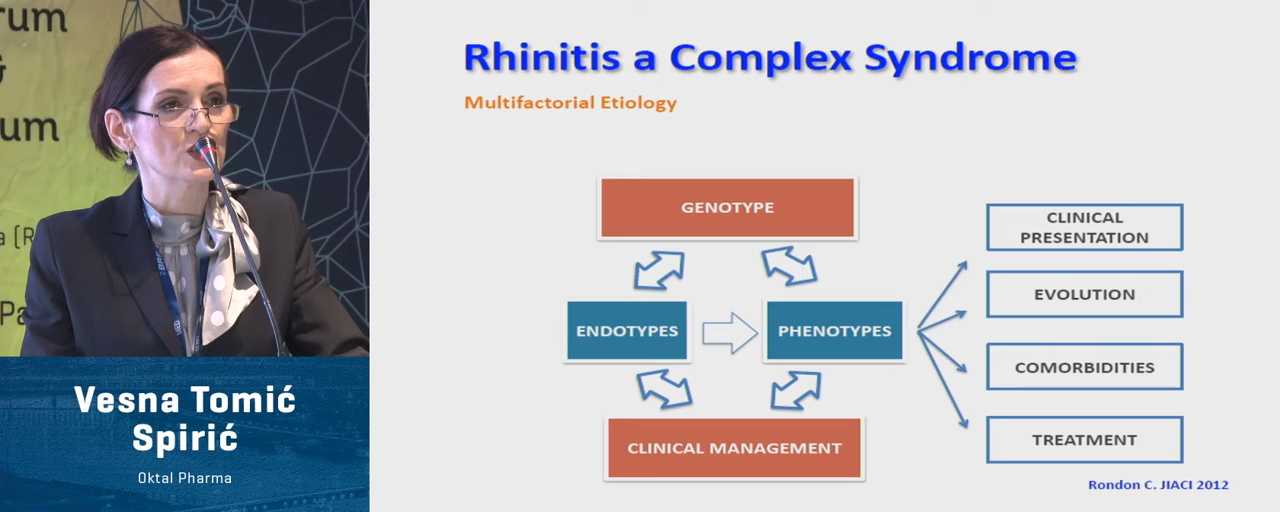 rum
&
um
a (R
Pa
Vesna Tomić
Spirić
Oktal Pharma
Rhinitis a Complex Syndrome
Multifactorial Etiology
GENOTYPE
ENDOTYPES
PHENOTYPES
CLINICAL MANAGEMENT
CLINICAL
PRESENTATION
EVOLUTION
COMORBIDITIES
TREATMENT
Rondon C. JIACI 2012